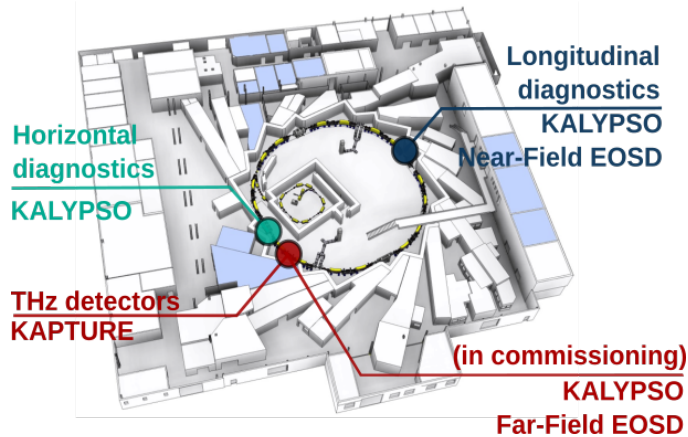 Longitudinal
diagnostics
KALYPSO
Near-Field EOSD
Horizontal
diagnostics
KALYPSO
THz detectors
KAPTURE
(in commissioning)
KALYPSO
Far-Field EOSD